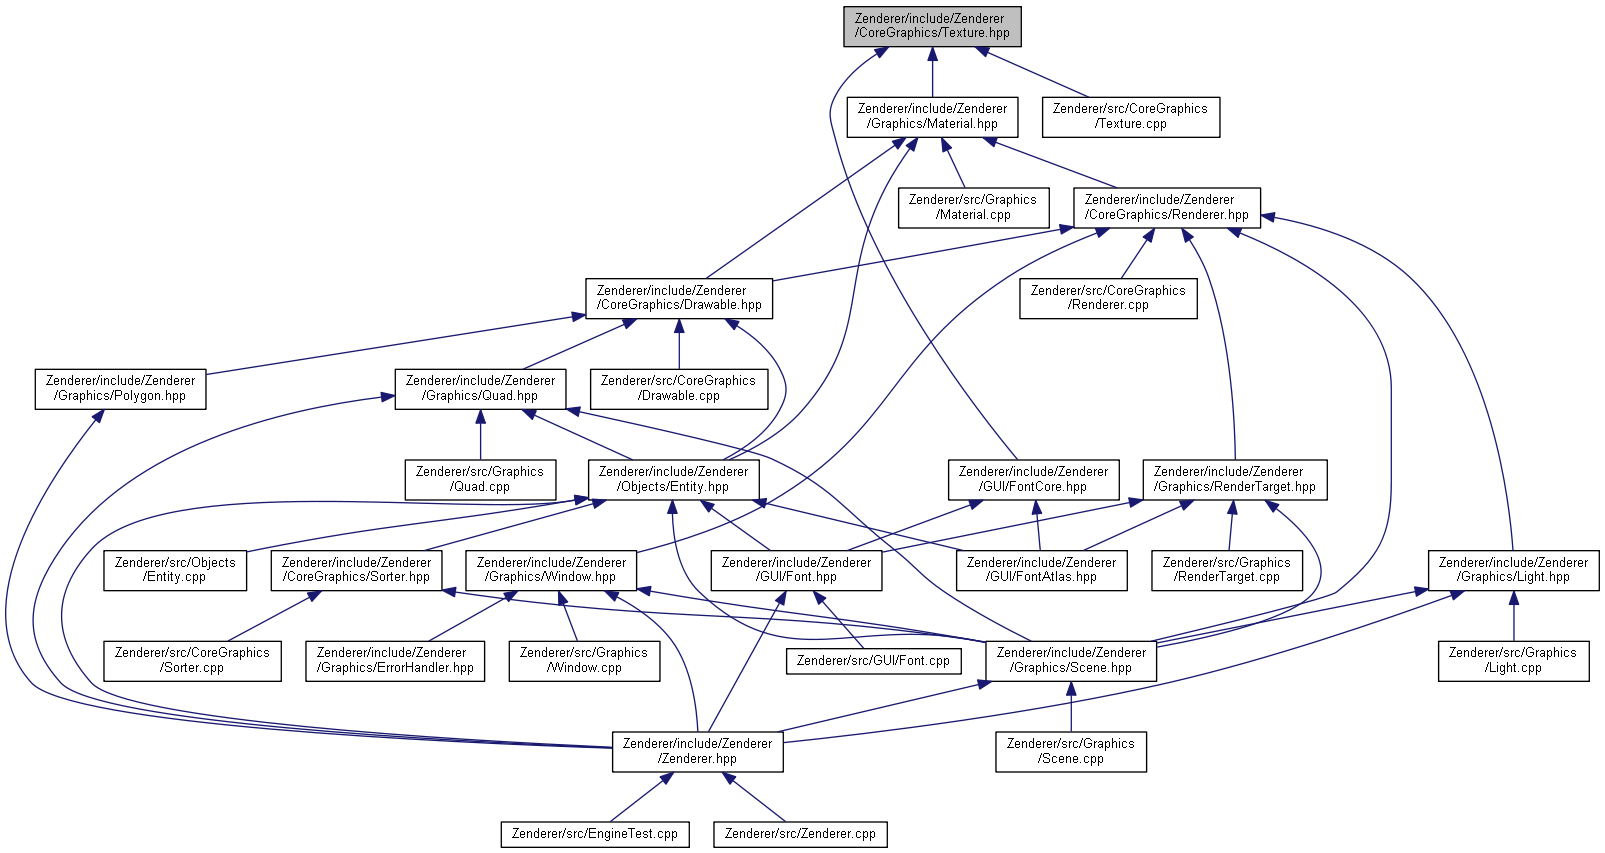 Zenderer/include/Zenderer
/CoreGraphics/Texture.hpp
Zenderer/include/Zenderer
/Graphics/Material.hpp
Zenderer/src/CoreGraphics
/Texture.cpp
Zenderer/src/Graphics
/Material.cpp
Zenderer/include/Zenderer
/CoreGraphics/Renderer.hpp
Zenderer/include/Zenderer
/CoreGraphics/Drawable.hpp
Zenderer/src/CoreGraphics
/Renderer.cpp
Zenderer/include/Zenderer
/Graphics/Polygon.hpp
Zenderer/include/Zenderer
/Graphics/Quad.hpp
Zenderer/src/CoreGraphics
/Drawable.cpp
Zenderer/src/Graphics
/Quad.cpp
Zenderer/include/Zenderer
/Objects/Entity.hpp
Zenderer/include/Zenderer
/GUI/FontCore.hpp
Zenderer/include/Zenderer
/Graphics/RenderTarget.hpp
Zenderer/src/Objects
/Entity.cpp
Zenderer/include/Zenderer
/CoreGraphics/Sorter.hpp
Zenderer/include/Zenderer
/Graphics/Window.hpp
Zenderer/include/Zenderer
/GUI/Font.hpp
Zenderer/include/Zenderer
/GUI/FontAtlas.hpp
Zenderer/src/Graphics
/RenderTarget.cpp
Zenderer/include/Zenderer
/Graphics/Light.hpp
Zenderer/src/CoreGraphics
/Sorter.cpp
Zenderer/include/Zenderer
/Graphics/ErrorHandler.hpp
Zenderer/src/Graphics
/Window.cpp
Zenderer/src/GUI/Font.cpp
Zenderer/include/Zenderer
/Graphics/Scene.hpp
Zenderer/src/Graphics
/Light.cpp
Zenderer/include/Zenderer
/Zenderer.hpp
Zenderer/src/Graphics
/Scene.cpp
Zenderer/src/EngineTest.cpp
Zenderer/src/Zenderer.cpp